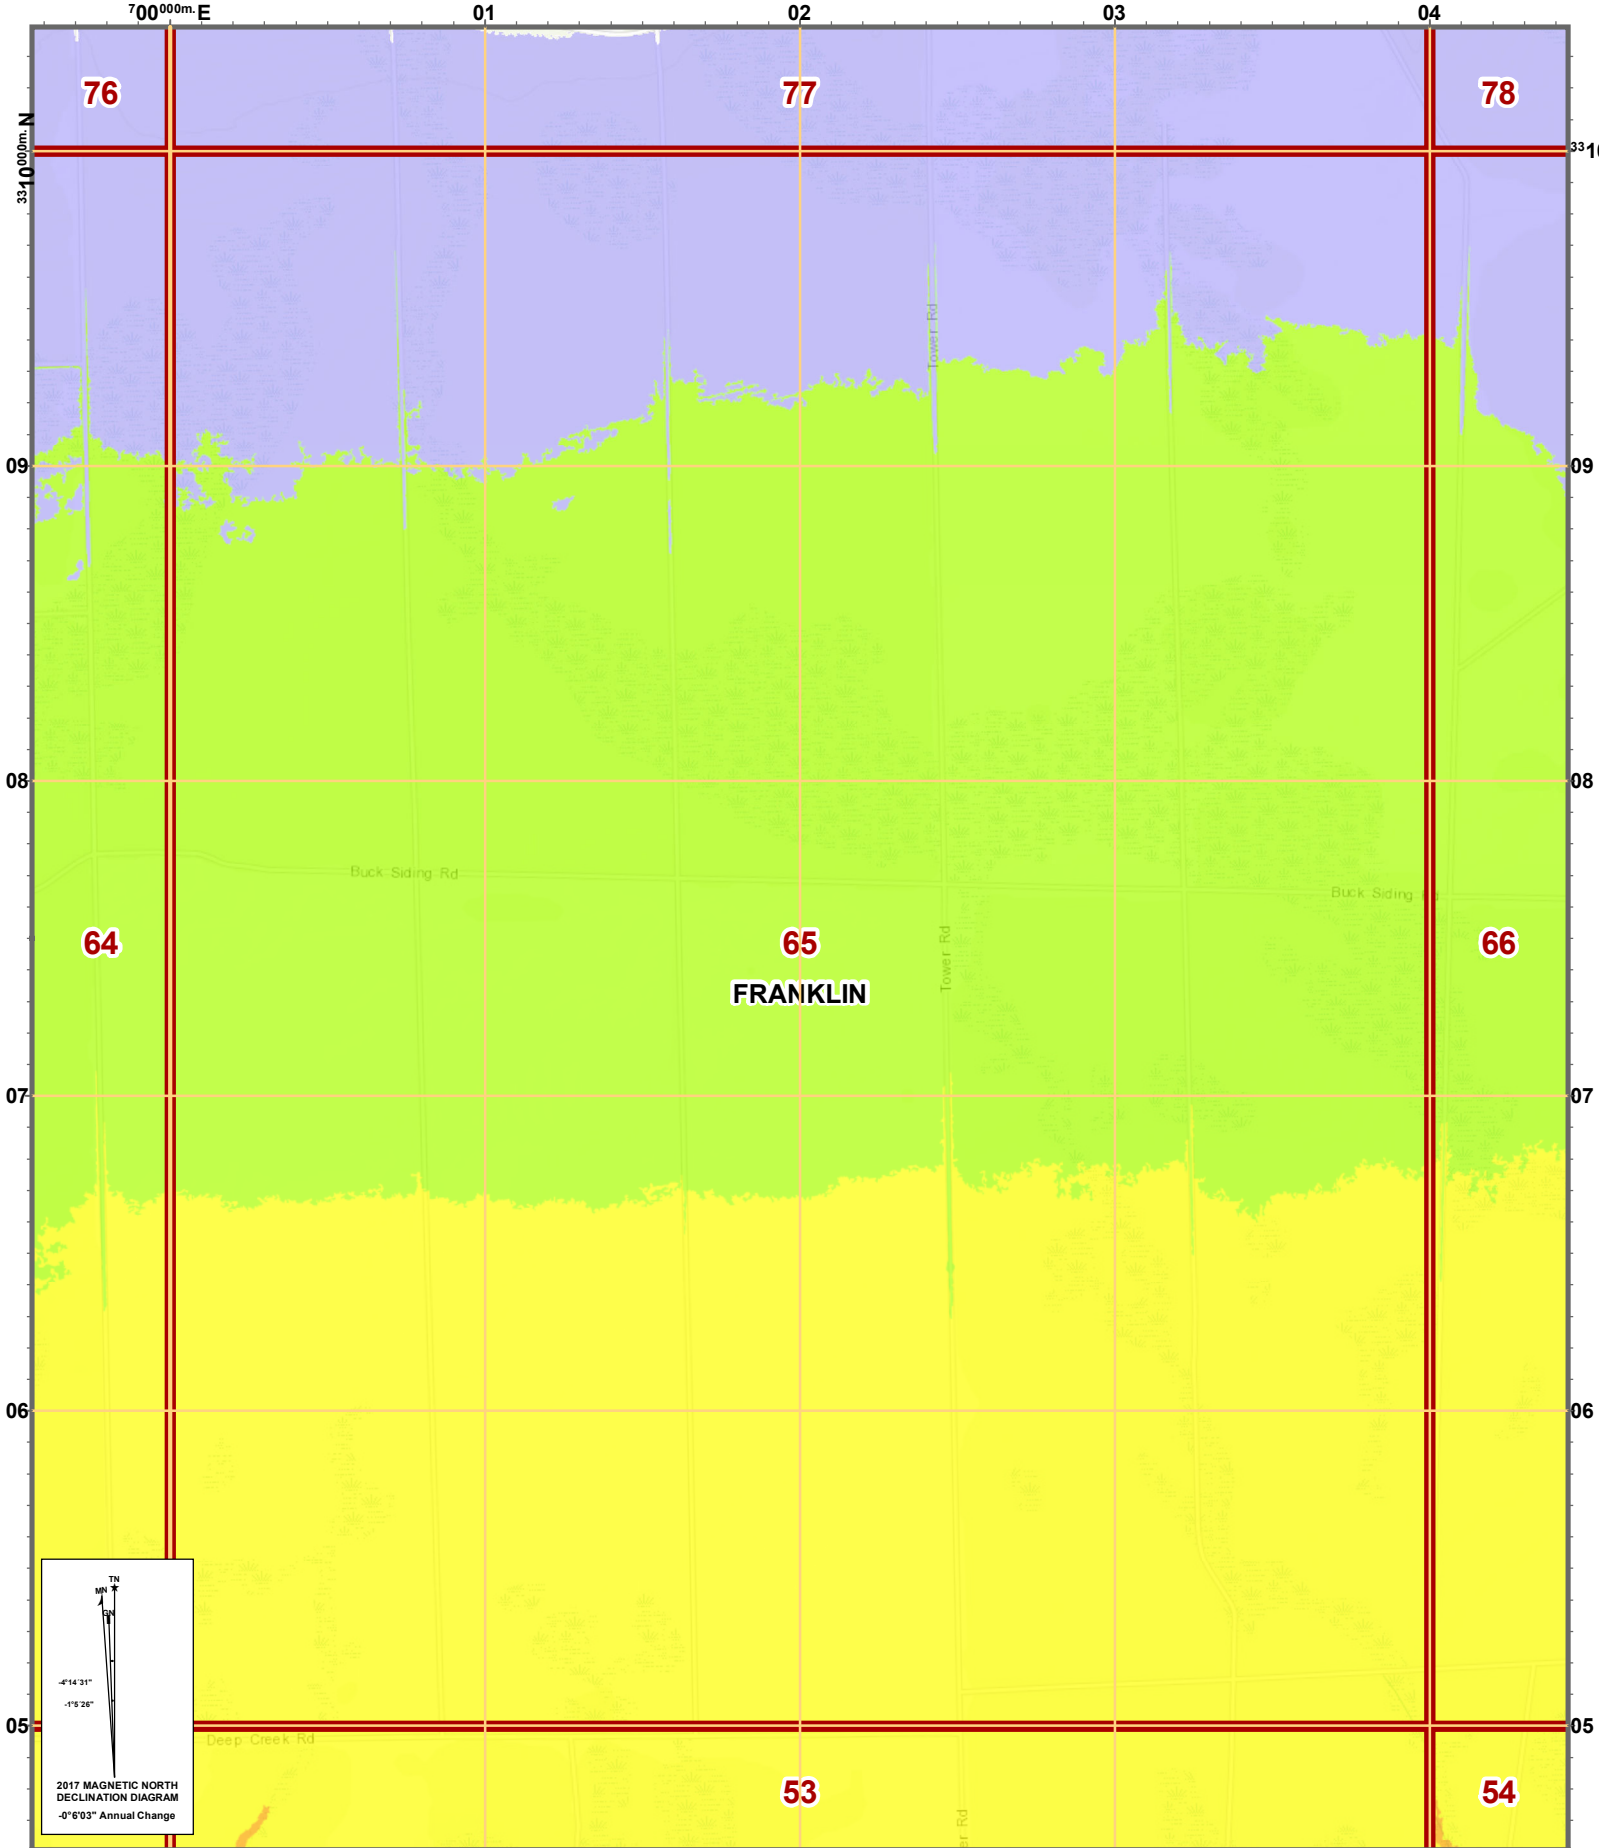 700000m.E 01 02 03 04
76 77 78
3310000m.N
3310
Tower Rd
09 09
08 08
Buck Siding Rd
Buck Siding Rd
64 65 66
Tower Rd
FRANKLIN
07 07
06 06
TN
MN
GN
-4°14'31"
-1°5'26"
05 05
Deep Creek Rd
2017 MAGNETIC NORTH
DECLINATION DIAGRAM
-0°6'03" Annual Change
53 54
er Rd